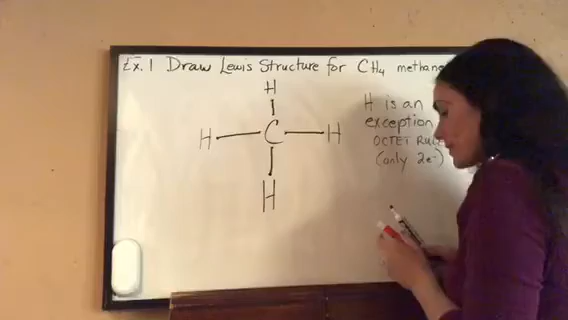 Ex. 1 Draw Lewis Structure for CH4 methane
H
H C H
H
H is an
exception
OCTET RULE
(only 2e-)